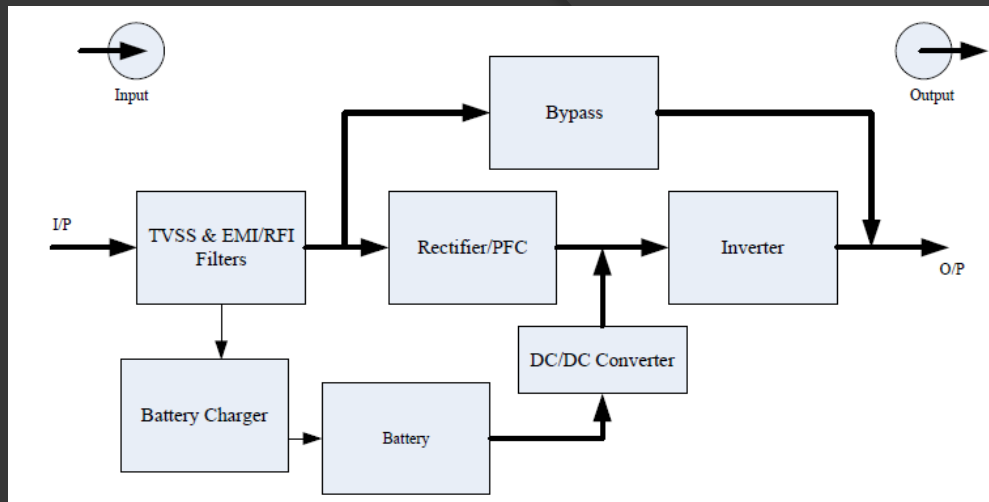 Input
Output
Bypass
I/P
TVSS & EMI/RFI
Filters
Rectifier/PFC
Inverter
O/P
DC/DC Converter
Battery Charger
Battery